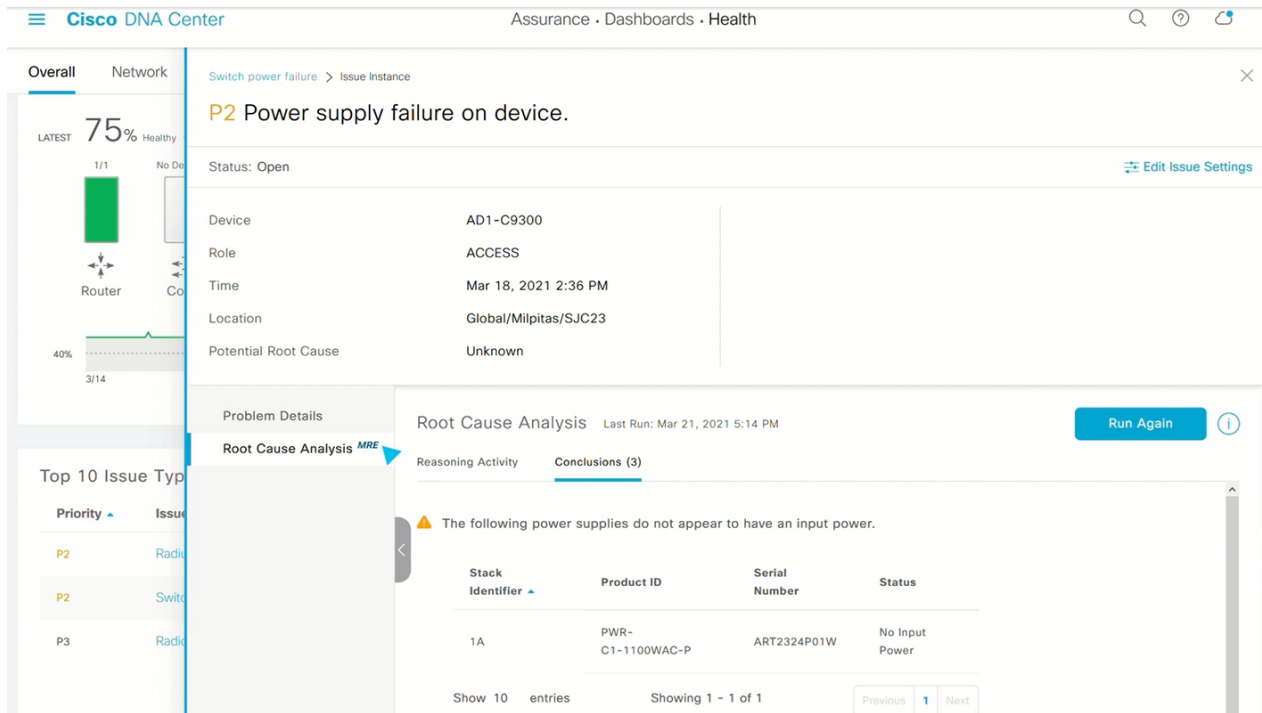 Cisco DNA Center
Assurance · Dashboards · Health
Overall Network
Switch power failure > Issue Instance
P2 Power supply failure on device.
LATEST 75% Healthy
1/1
No De
Status: Open
Edit Issue Settings
Device AD1-C9300
Role ACCESS
Time Mar 18, 2021 2:36 PM
Location Global/Milpitas/SJC23
Potential Root Cause Unknown
Router
Co
40%
3/14
Problem Details
Root Cause Analysis MRE
Root Cause Analysis Last Run: Mar 21, 2021 5:14 PM
Run Again
Reasoning Activity Conclusions (3)
Top 10 Issue Typ
Priority Issue
P2 Radiu
P2 Switc
P3 Radio
The following power supplies do not appear to have an input power.
Stack
Identifier
Product ID
Serial
Number
Status
1A
PWR-
C1-1100WAC-P
ART2324P01W
No Input
Power
Show 10 entries
Showing 1 - 1 of 1
Previous 1 Next